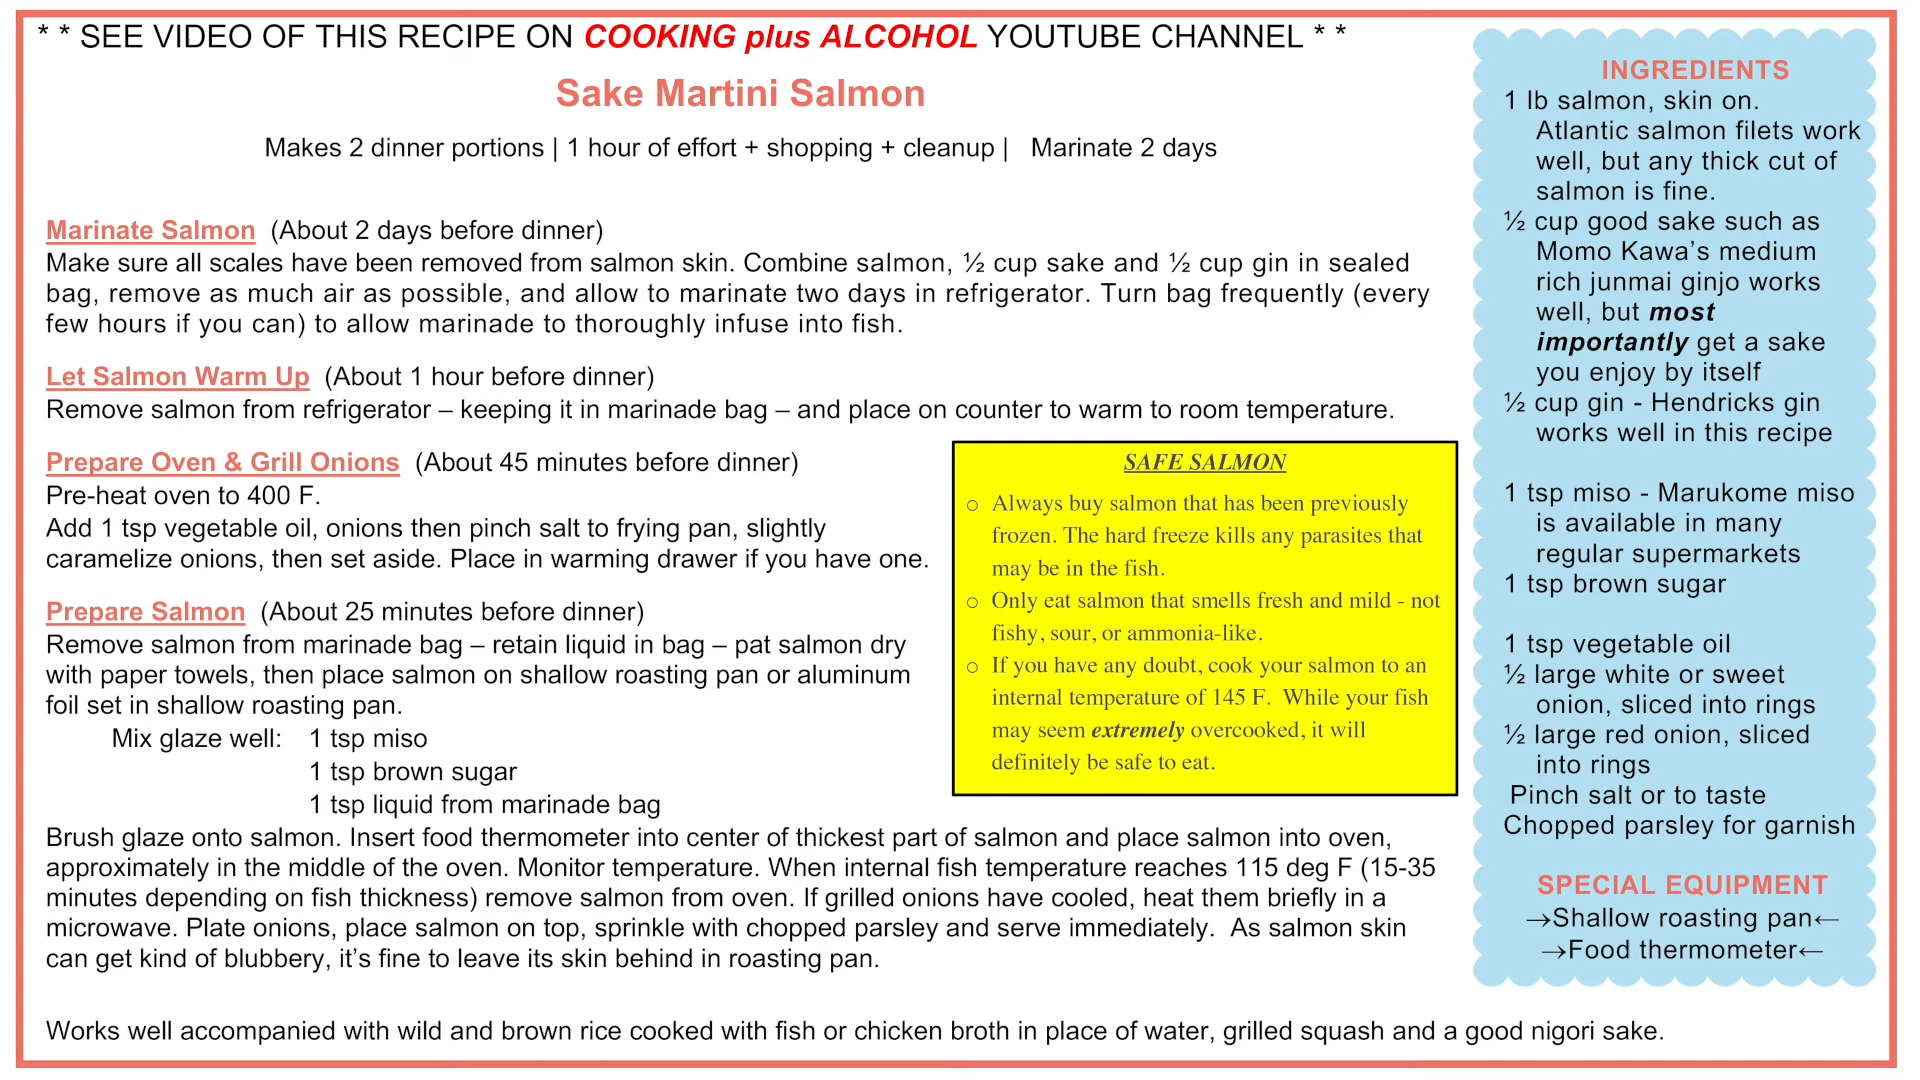 * * SEE VIDEO OF THIS RECIPE ON COOKING plus ALCOHOL YOUTUBE CHANNEL * *
Sake Martini Salmon
Makes 2 dinner portions | 1 hour of effort + shopping + cleanup | Marinate 2 days
Marinate Salmon (About 2 days before dinner)
Make sure all scales have been removed from salmon skin. Combine salmon, ½ cup sake and ½ cup gin in sealed
bag, remove as much air as possible, and allow to marinate two days in refrigerator. Turn bag frequently (every
few hours if you can) to allow marinade to thoroughly infuse into fish.
Let Salmon Warm Up (About 1 hour before dinner)
Remove salmon from refrigerator – keeping it in marinade bag – and place on counter to warm to room temperature.
Prepare Oven & Grill Onions (About 45 minutes before dinner)
Pre-heat oven to 400 F.
Add 1 tsp vegetable oil, onions then pinch salt to frying pan, slightly
caramelize onions, then set aside. Place in warming drawer if you have one.
Prepare Salmon (About 25 minutes before dinner)
Remove salmon from marinade bag – retain liquid in bag – pat salmon dry
with paper towels, then place salmon on shallow roasting pan or aluminum
foil set in shallow roasting pan.
Mix glaze well: 1 tsp miso
1 tsp brown sugar
1 tsp liquid from marinade bag
Brush glaze onto salmon. Insert food thermometer into center of thickest part of salmon and place salmon into oven,
approximately in the middle of the oven. Monitor temperature. When internal fish temperature reaches 115 deg F (15-35
minutes depending on fish thickness) remove salmon from oven. If grilled onions have cooled, heat them briefly in a
microwave. Plate onions, place salmon on top, sprinkle with chopped parsley and serve immediately. As salmon skin
can get kind of blubbery, it’s fine to leave its skin behind in roasting pan.
Works well accompanied with wild and brown rice cooked with fish or chicken broth in place of water, grilled squash and a good nigori sake.
SAFE SALMON
o Always buy salmon that has been previously
frozen. The hard freeze kills any parasites that
may be in the fish.
o Only eat salmon that smells fresh and mild - not
fishy, sour, or ammonia-like.
o If you have any doubt, cook your salmon to an
internal temperature of 145 F. While your fish
may seem extremely overcooked, it will
definitely be safe to eat.
INGREDIENTS
1 lb salmon, skin on.
Atlantic salmon filets work
well, but any thick cut of
salmon is fine.
½ cup good sake such as
Momo Kawa’s medium
rich junmai ginjo works
well, but most
importantly get a sake
you enjoy by itself
½ cup gin - Hendricks gin
works well in this recipe
1 tsp miso - Marukome miso
is available in many
regular supermarkets
1 tsp brown sugar
1 tsp vegetable oil
½ large white or sweet
onion, sliced into rings
½ large red onion, sliced
into rings
Pinch salt or to taste
Chopped parsley for garnish
SPECIAL EQUIPMENT
→Shallow roasting pan←
→Food thermometer←